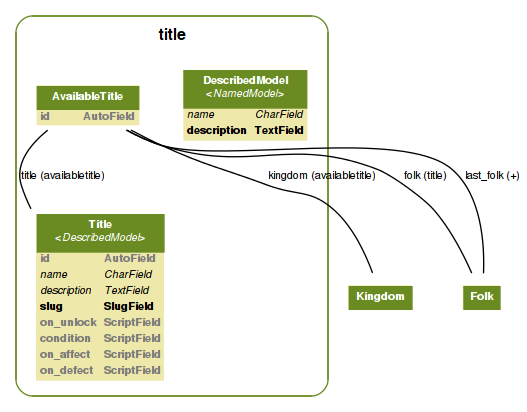 title
AvailableTitle
id AutoField
DescribedModel
<NamedModel>
name CharField
description TextField
title (availabletitle)
kingdom (availabletitle)
folk (title)
last_folk (+)
Title
<DescribedModel>
id AutoField
name CharField
description TextField
slug SlugField
on_unlock ScriptField
condition ScriptField
on_affect ScriptField
on_defect ScriptField
Kingdom
Folk